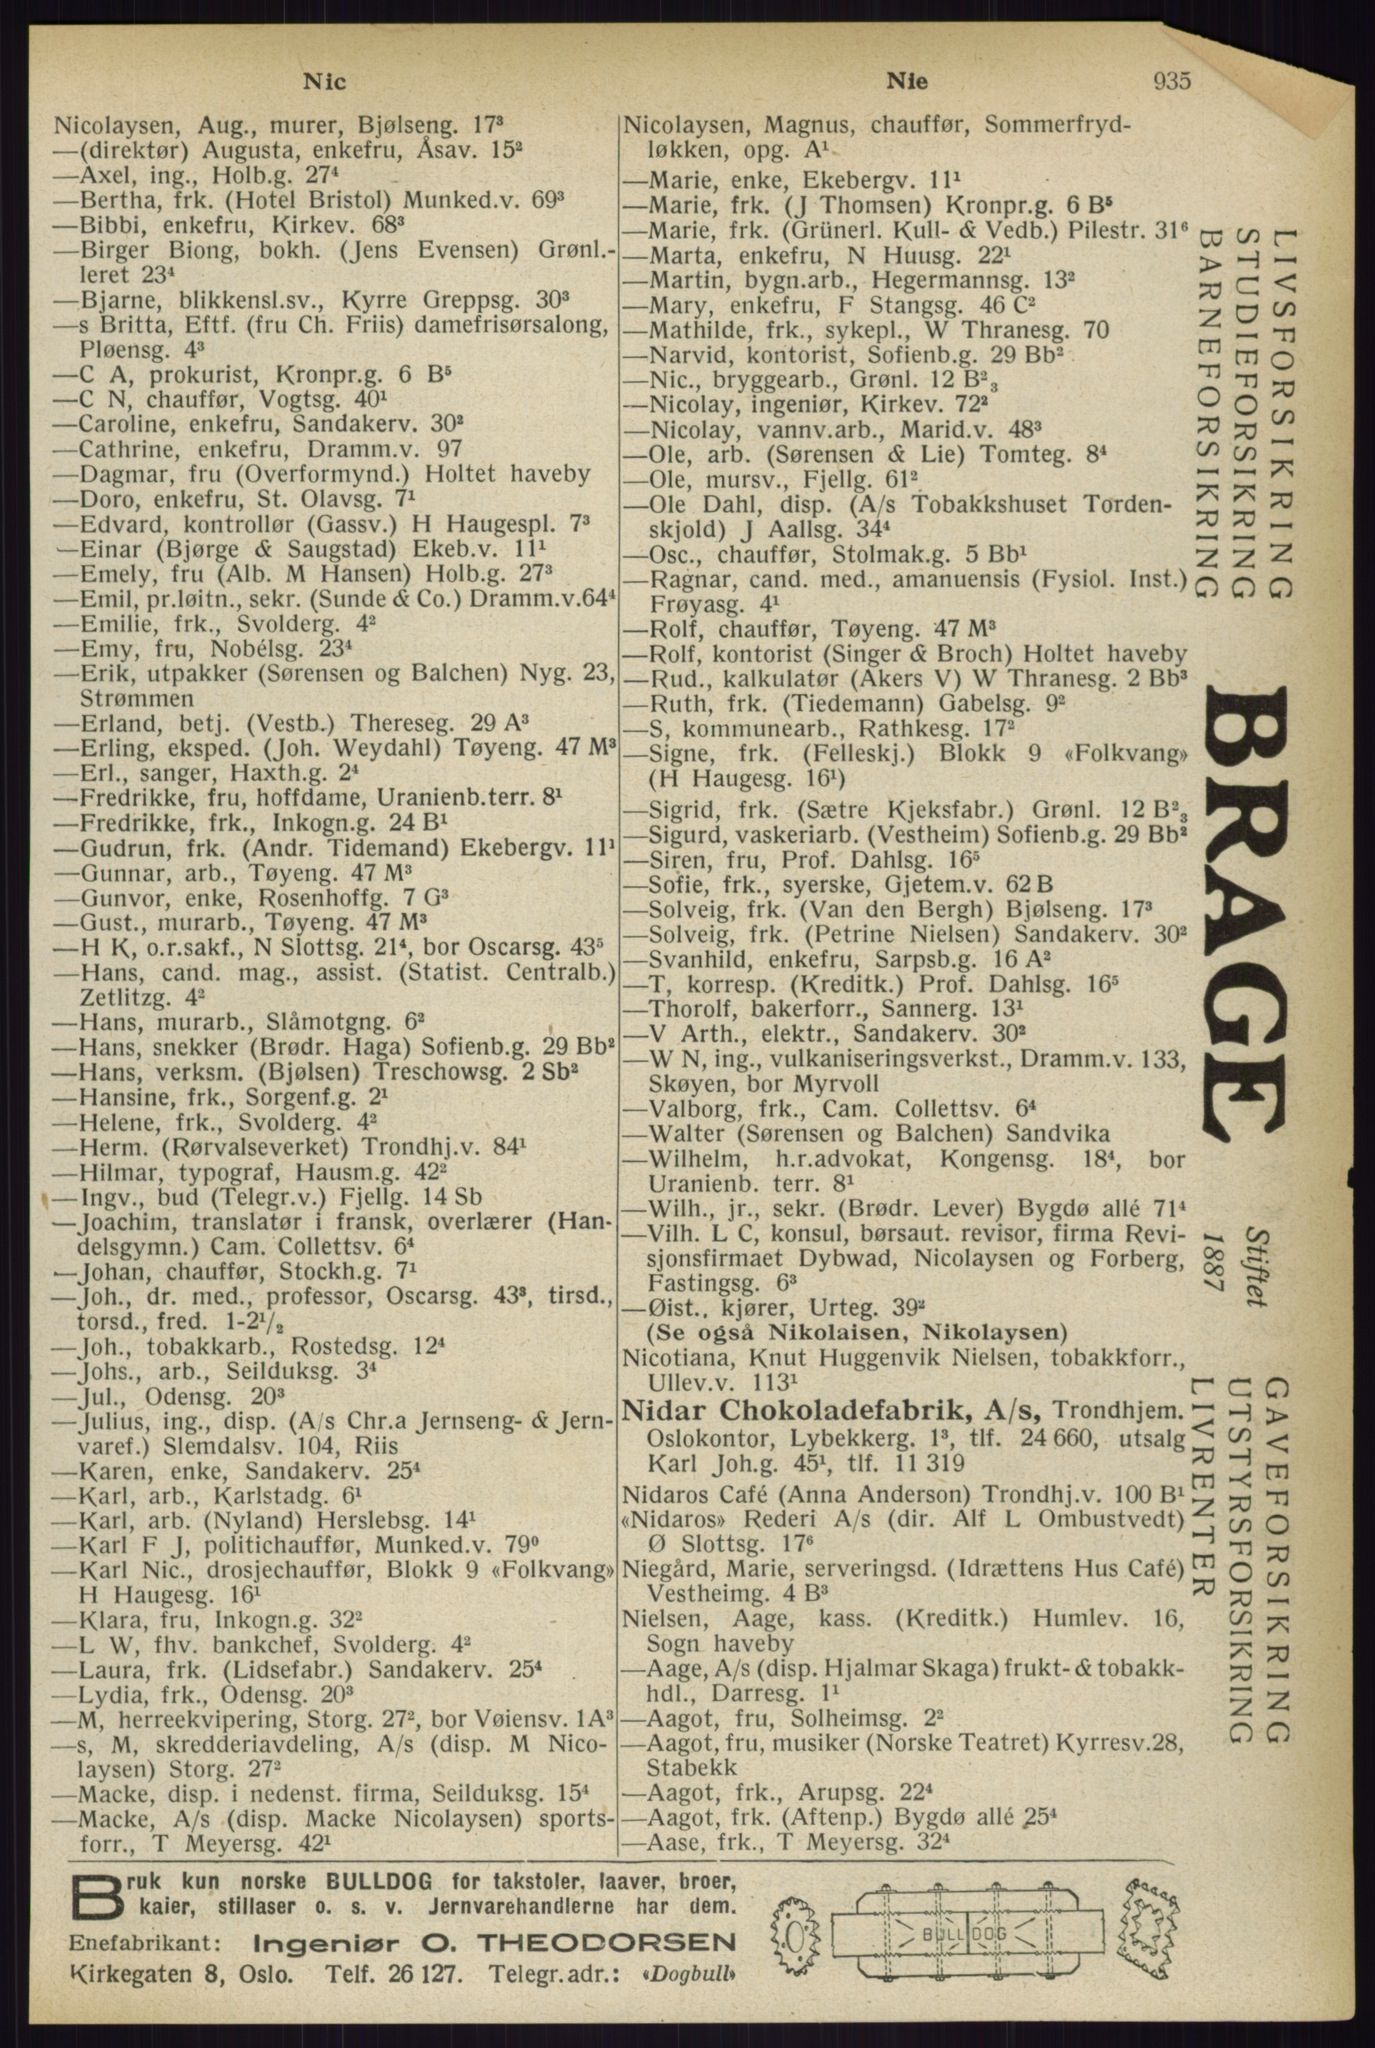 Nic
Nie
935
Nicolaysen, Aug., murer, Bjølseng. 17³
—(direktør) Augusta, enkefru, Åsav. 15²
—Axel, ing., Holb.g. 27⁴
—Bertha, frk. (Hotel Bristol) Munked.v. 69³
—Bibbi, enkefru, Kirkev. 68³
—Birger Biong, bokh. (Jens Evensen) Grønl.-
leret 23⁴
—Bjarne, blikkensl.sv., Kyrre Greppsg. 30³
—s Britta, Eftf. (fru Ch. Friis) damefrisørsalong,
Pløensg. 4³
—C A, prokurist, Kronpr.g. 6 B⁵
—C N, chauffør, Vogtsg. 40¹
—Caroline, enkefru, Sandakerv. 30²
—Cathrine, enkefru, Dramm.v. 97
—Dagmar, fru (Overformynd.) Holtet haveby
—Doro, enkefru, St. Olavsg. 7¹
—Edvard, kontrollør (Gassv.) H Haugespl. 7³
—Einar (Bjørge & Saugstad) Ekeb.v. 11¹
—Emely, fru (Alb. M Hansen) Holb.g. 27³
—Emil, pr.løitn., sekr. (Sunde & Co.) Dramm.v.64⁴
—Emilie, frk., Svolderg. 4²
—Emy, fru, Nobélsg. 23⁴
—Erik, utpakker (Sørensen og Balchen) Nyg. 23,
Strømmen
—Erland, betj. (Vestb.) Thereseg. 29 A³
—Erling, eksped. (Joh. Weydahl) Tøyeng. 47 M³
—Erl., sanger, Haxth.g. 2⁴
—Fredrikke, fru, hoffdame, Uranienb.terr. 8¹
—Fredrikke, frk., Inkogn.g. 24 B¹
—Gudrun, frk. (Andr. Tidemand) Ekebergv. 11¹
—Gunnar, arb., Tøyeng. 47 M³
—Gunvor, enke, Rosenhoffg. 7 G³
—Gust., murarb., Tøyeng. 47 M³
—H K, o.r.sakf., N Slottsg. 21⁴, bor Oscarsg. 43⁵
—Hans, cand. mag., assist. (Statist. Centralb.)
Zetlitzg. 4²
—Hans, murarb., Slåmotgng. 6²
—Hans, snekker (Brødr. Haga) Sofienb.g. 29 Bb²
—Hans, verksm. (Bjølsen) Treschowsg. 2 Sb²
—Hansine, frk., Sorgenf.g. 2¹
—Helene, frk., Svolderg. 4²
—Herm. (Rørvalseverket) Trondhj.v. 84¹
—Hilmar, typograf, Hausm.g. 42²
—Ingv., bud (Telegr.v.) Fjellg. 14 Sb
—Joachim, translatør i fransk, overlærer (Han-
delsgymn.) Cam. Collettsv. 6⁴
—Johan, chauffør, Stockh.g. 7¹
—Joh., dr. med., professor, Oscarsg. 43³, tirsd.,
torsd., fred. 1-2¹/₂
—Joh., tobakkarb., Rostedsg. 12⁴
—Johs., arb., Seilduksg. 3⁴
—Jul., Odensg. 20³
—Julius, ing., disp. (A/s Chr.a Jernseng- & Jern-
varef.) Slemdalsv. 104, Riis
—Karen, enke, Sandakerv. 25⁴
—Karl, arb., Karlstadg. 6¹
—Karl, arb. (Nyland) Herslebsg. 14¹
—Karl F J, politichauffør, Munked.v. 79⁰
—Karl Nic., drosjechauffør, Blokk 9 «Folkvang»
H Haugesg. 16¹
—Klara, fru, Inkogn.g. 32²
—L W, fhv. bankchef, Svolderg. 4²
—Laura, frk. (Lidsefabr.) Sandakerv. 25⁴
—Lydia, frk., Odensg. 20³
—M, herreekvipering, Storg. 27², bor Vøiensv. 1A³
—s, M, skredderiavdeling, A/s (disp. M Nico-
laysen) Storg. 27²
—Macke, disp. i nedenst. firma, Seilduksg. 15⁴
—Macke, A/s (disp. Macke Nicolaysen) sports-
forr., T Meyersg. 42¹
Nicolaysen, Magnus, chauffør, Sommerfryd-
løkken, opg. A¹
—Marie, enke, Ekebergv. 11¹
—Marie, frk. (J Thomsen) Kronpr.g. 6 B⁵
—Marie, frk. (Grünerl. Kull- & Vedb.) Pilestr. 31⁶
—Marta, enkefru, N Huusg. 22¹
—Martin, bygn.arb., Hegermannsg. 13²
—Mary, enkefru, F Stangsg. 46 C²
—Mathilde, frk., sykepl., W Thranesg. 70
—Narvid, kontorist, Sofienb.g. 29 Bb²
—Nic., bryggearb., Grønl. 12 B²₃
—Nicolay, ingeniør, Kirkev. 72²
—Nicolay, vannv.arb., Marid.v. 48³
—Ole, arb. (Sørensen & Lie) Tomteg. 8⁴
—Ole, mursv., Fjellg. 61²
—Ole Dahl, disp. (A/s Tobakkshuset Torden-
skjold) J Aallsg. 34⁴
—Osc., chauffør, Stolmak.g. 5 Bb¹
—Ragnar, cand. med., amanuensis (Fysiol. Inst.)
Frøyasg. 4¹
—Rolf, chauffør, Tøyeng. 47 M³
—Rolf, kontorist (Singer & Broch) Holtet haveby
—Rud., kalkulatør (Akers V) W Thranesg. 2 Bb³
—Ruth, frk. (Tiedemann) Gabelsg. 9²
—S, kommunearb., Rathkesg. 17²
—Signe, frk. (Felleskj.) Blokk 9 «Folkvang»
(H Haugesg. 16¹)
—Sigrid, frk. (Sætre Kjeksfabr.) Grønl. 12 B²₃
—Sigurd, vaskeriarb. (Vestheim) Sofienb.g. 29 Bb²
—Siren, fru, Prof. Dahlsg. 16⁵
—Sofie, frk., syerske, Gjetem.v. 62 B
—Solveig, frk. (Van den Bergh) Bjølseng. 17³
—Solveig, frk. (Petrine Nielsen) Sandakerv. 30²
—Svanhild, enkefru, Sarpsb.g. 16 A²
—T, korresp. (Kreditk.) Prof. Dahlsg. 16⁵
—Thorolf, bakerforr., Sannerg. 13¹
—V Arth., elektr., Sandakerv. 30²
—W N, ing., vulkaniseringsverkst., Dramm.v. 133,
Skøyen, bor Myrvoll
—Valborg, frk., Cam. Collettsv. 6⁴
—Walter (Sørensen og Balchen) Sandvika
—Wilhelm, h.r.advokat, Kongensg. 18⁴, bor
Uranienb. terr. 8¹
—Wilh., jr., sekr. (Brødr. Lever) Bygdø allé 71⁴
—Vilh. L C, konsul, børsaut. revisor, firma Revi-
sjonsfirmaet Dybwad, Nicolaysen og Forberg,
Fastingsg. 6³
—Øist., kjører, Urteg. 39²
(Se også Nikolaisen, Nikolaysen)
Nicotiana, Knut Huggenvik Nielsen, tobakkforr.,
Ullev.v. 113¹
Nidar Chokoladefabrik, A/s, Trondhjem.
Oslokontor, Lybekkerg. 1³, tlf. 24 660, utsalg
Karl Joh.g. 45¹, tlf. 11 319
Nidaros Café (Anna Anderson) Trondhj.v. 100 B¹
«Nidaros» Rederi A/s (dir. Alf L Ombustvedt)
Ø Slottsg. 17⁶
Niegård, Marie, serveringsd. (Idrættens Hus Café)
Vestheimg. 4 B³
Nielsen, Aage, kass. (Kreditk.) Humlev. 16,
Sogn haveby
—Aage, A/s (disp. Hjalmar Skaga) frukt- & tobakk-
hdl., Darresg. 1¹
—Aagot, fru, Solheimsg. 2²
—Aagot, fru, musiker (Norske Teatret) Kyrresv.28,
Stabekk
—Aagot, frk., Arupsg. 22⁴
—Aagot, frk. (Aftenp.) Bygdø allé 25⁴
—Aase, frk., T Meyersg. 32⁴
LIVSFORSIKRING
STUDIEFORSIKRING
BARNEFORSIKRING
BRAGE
Stiftet
1887
GAVEFORSIKRING
UTSTYRSFORSIKRING
LIVRENTER
Bruk kun norske BULLDOG for takstoler, laaver, broer,
kaier, stillaser o. s. v. Jernvarehandlerne har dem.
Enefabrikant: Ingeniør O. THEODORSEN
Kirkegaten 8, Oslo. Telf. 26 127. Telegr.adr.: «Dogbull»
BULLDOG